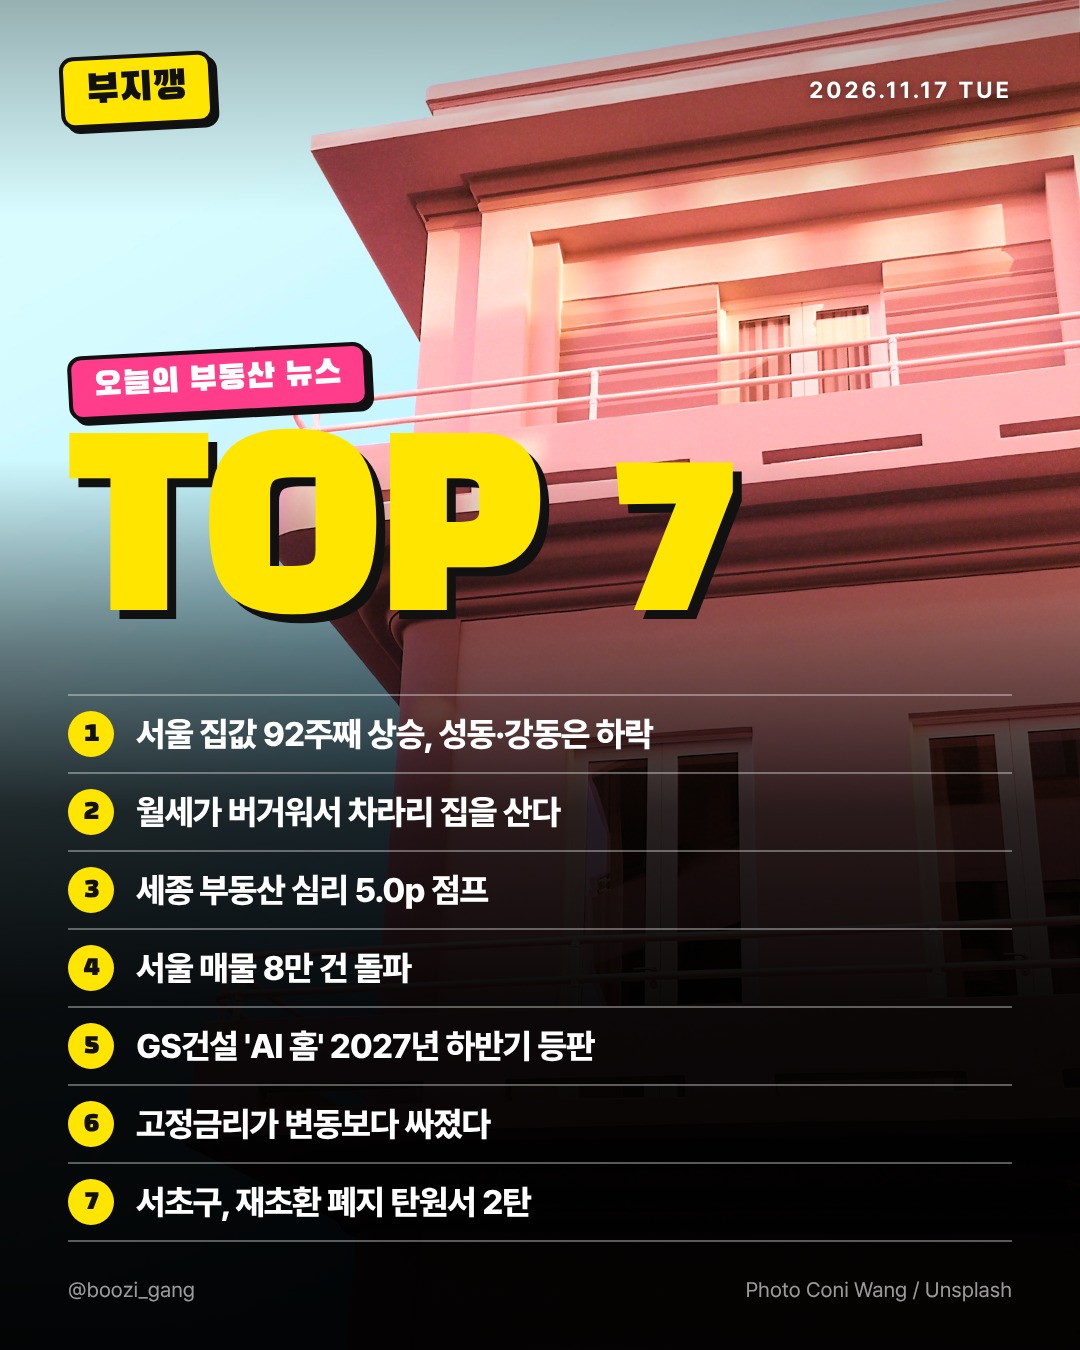 부지깽
2026.11.17 TUE
오늘의 부동산 뉴스
TOP 7
1 서울 집값 92주째 상승, 성동·강동은 하락
2 월세가 버거워서 차라리 집을 산다
3 세종 부동산 심리 5.0p 점프
4 서울 매물 8만 건 돌파
5 GS건설 'AI 홈' 2027년 하반기 등판
6 고정금리가 변동보다 싸졌다
7 서초구, 재초환 폐지 탄원서 2탄
@boozi_gang
Photo Coni Wang / Unsplash